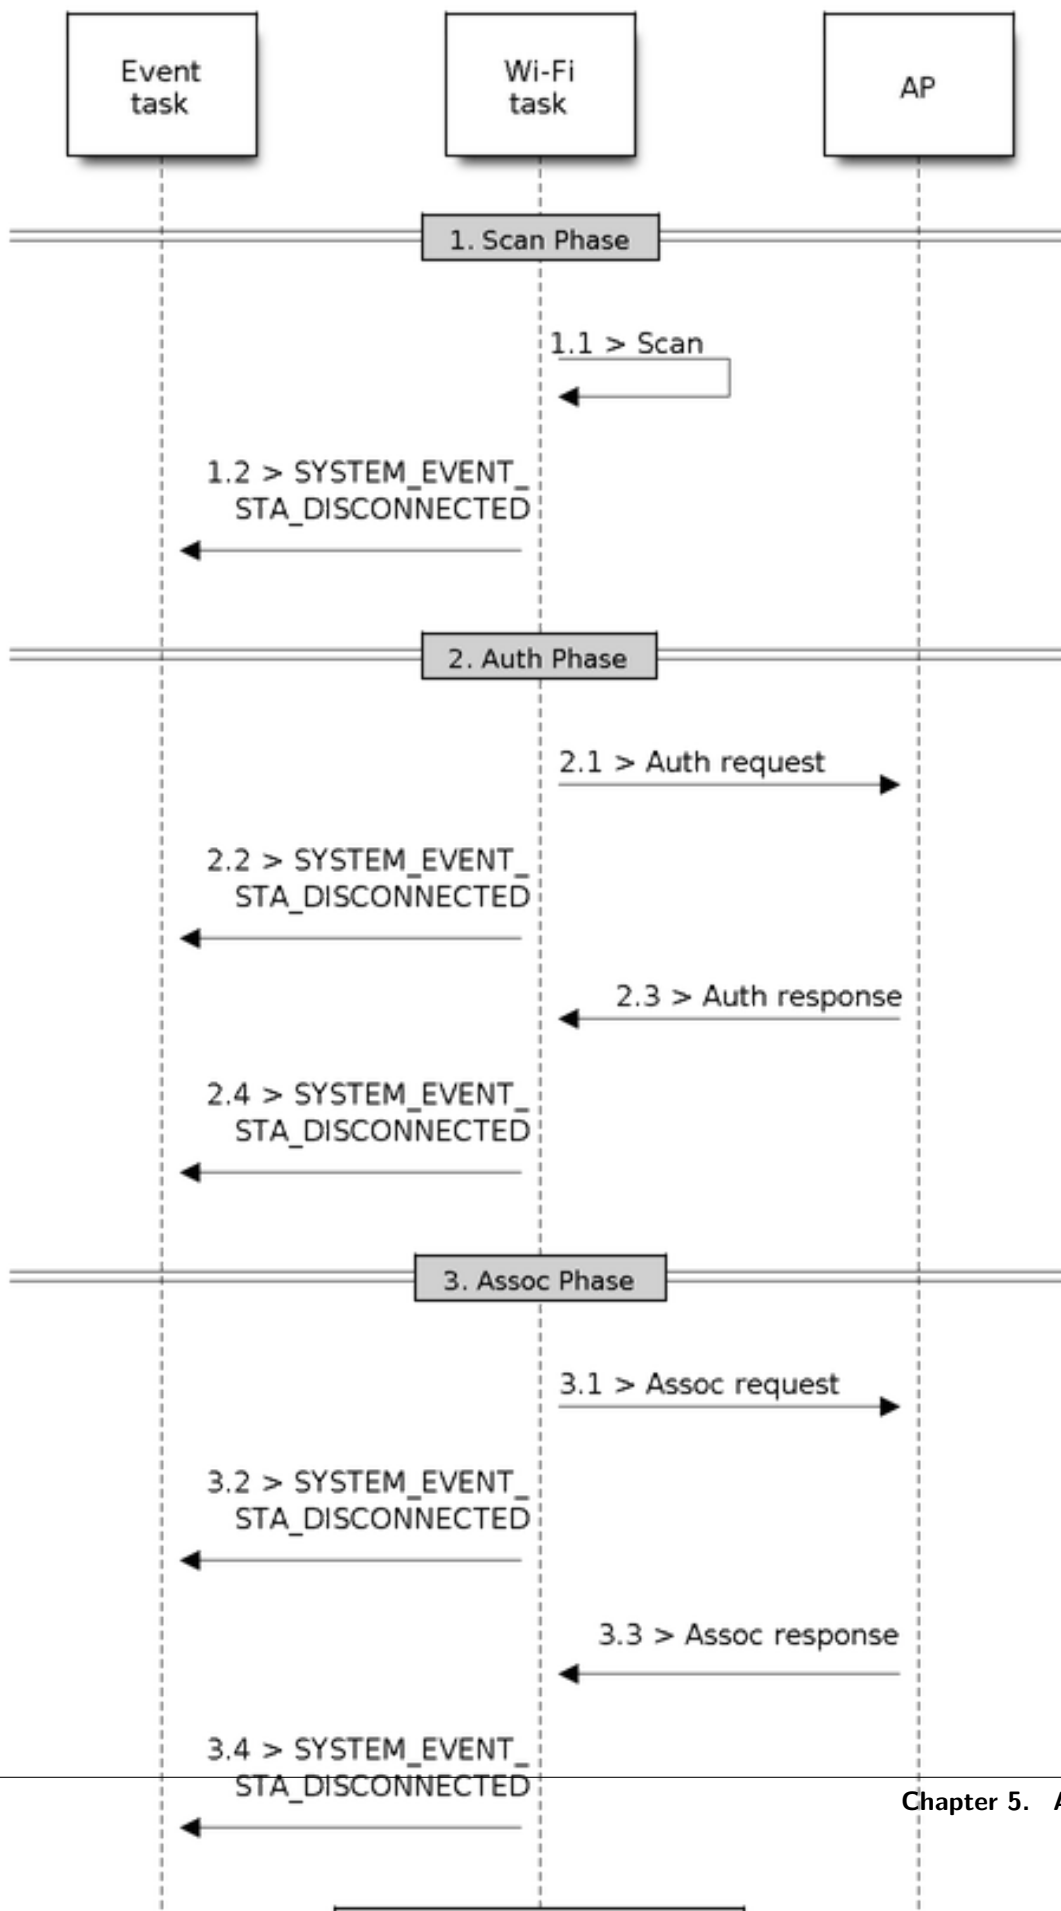 Event
task
Wi-Fi
task
AP
1. Scan Phase
1.1 > Scan
1.2 > SYSTEM_EVENT_
STA_DISCONNECTED
2. Auth Phase
2.1 > Auth request
2.2 > SYSTEM_EVENT_
STA_DISCONNECTED
2.3 > Auth response
2.4 > SYSTEM_EVENT_
STA_DISCONNECTED
3. Assoc Phase
3.1 > Assoc request
3.2 > SYSTEM_EVENT_
STA_DISCONNECTED
3.3 > Assoc response
3.4 > SYSTEM_EVENT_
STA_DISCONNECTED
Chapter 5.